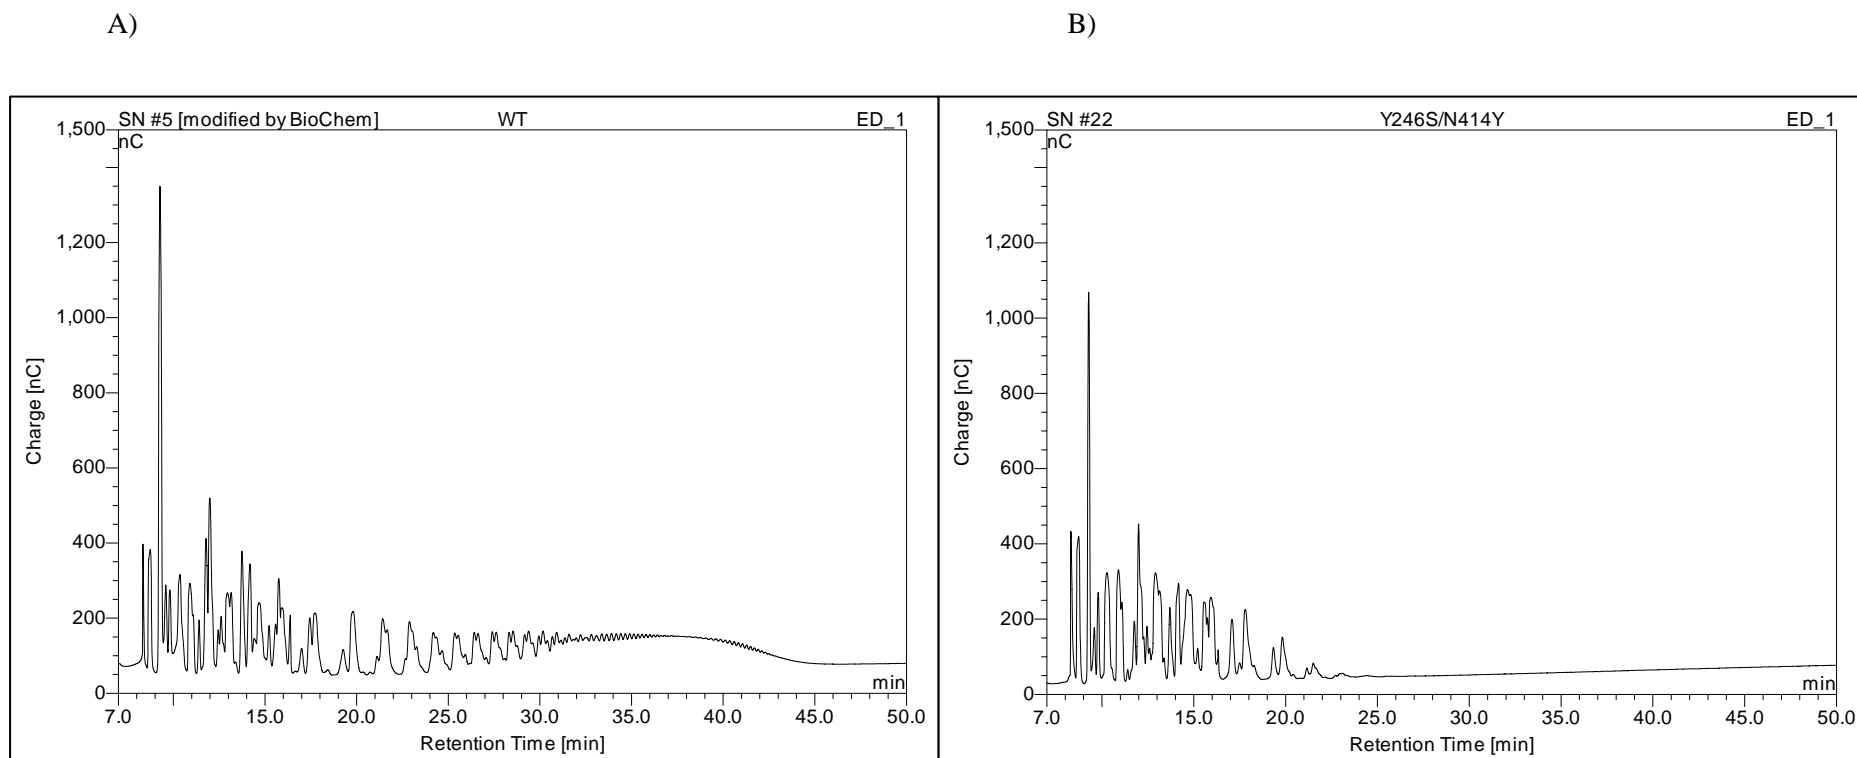 A)
B)
SN #5 [modified by BioChem] WT ED_1
1,500
nC
1,200
1,000
800
600
400
200
0
Charge [nC]
min
7.0 15.0 20.0 25.0 30.0 35.0 40.0 45.0 50.0
Retention Time [min]
SN #22 Y246S/N414Y ED_1
1,500
nC
1,200
1,000
800
600
400
200
0
Charge [nC]
min
7.0 15.0 20.0 25.0 30.0 35.0 40.0 45.0 50.0
Retention Time [min]